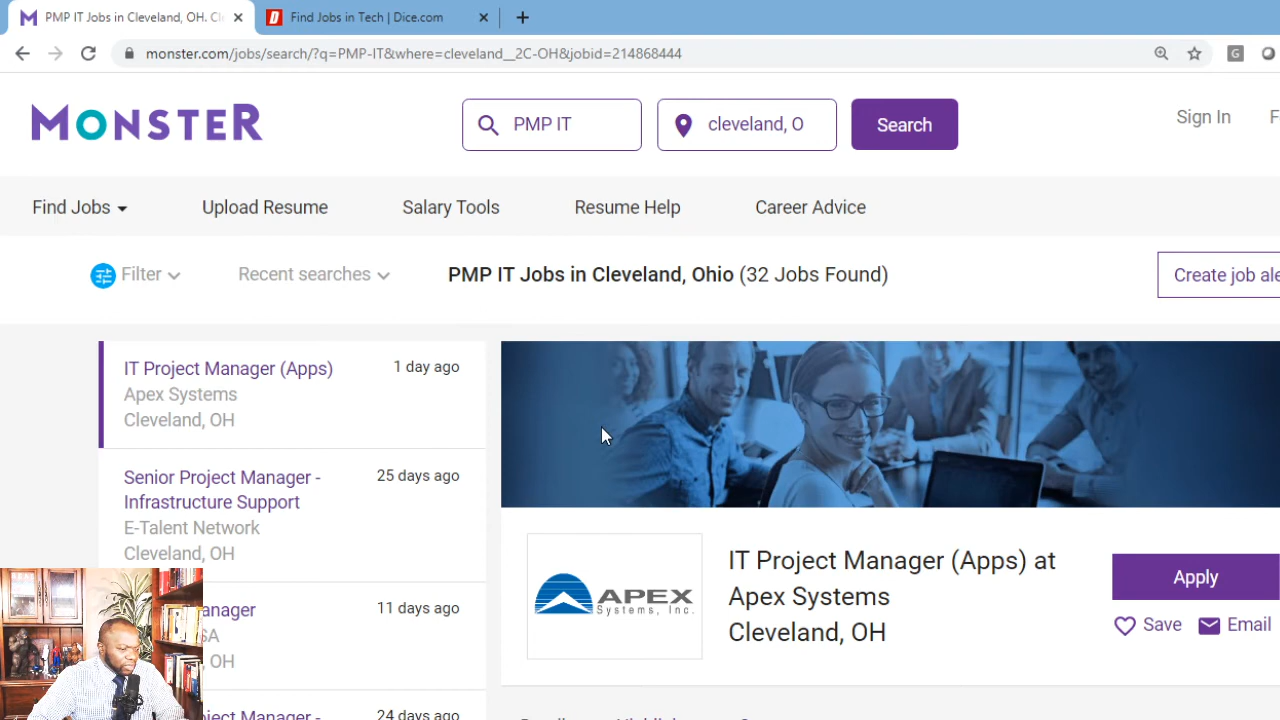 PMP IT Jobs in Cleveland, OH. Cl
Find Jobs in Tech | Dice.com
monster.com/jobs/search/?q=PMP-IT&where=cleveland__2C-OH&jobid=214868444
G
MONSTER
PMP IT
cleveland, O
Search
Sign In
F
Find Jobs
Upload Resume
Salary Tools
Resume Help
Career Advice
Filter
Recent searches
PMP IT Jobs in Cleveland, Ohio (32 Jobs Found)
Create job ale
IT Project Manager (Apps)
1 day ago
Apex Systems
Cleveland, OH
Senior Project Manager -
25 days ago
Infrastructure Support
E-Talent Network
Cleveland, OH
anager
11 days ago
SA
OH
ject Manager -
24 days ago
APEX
Systems, Inc.
IT Project Manager (Apps) at
Apex Systems
Cleveland, OH
Apply
Save
Email